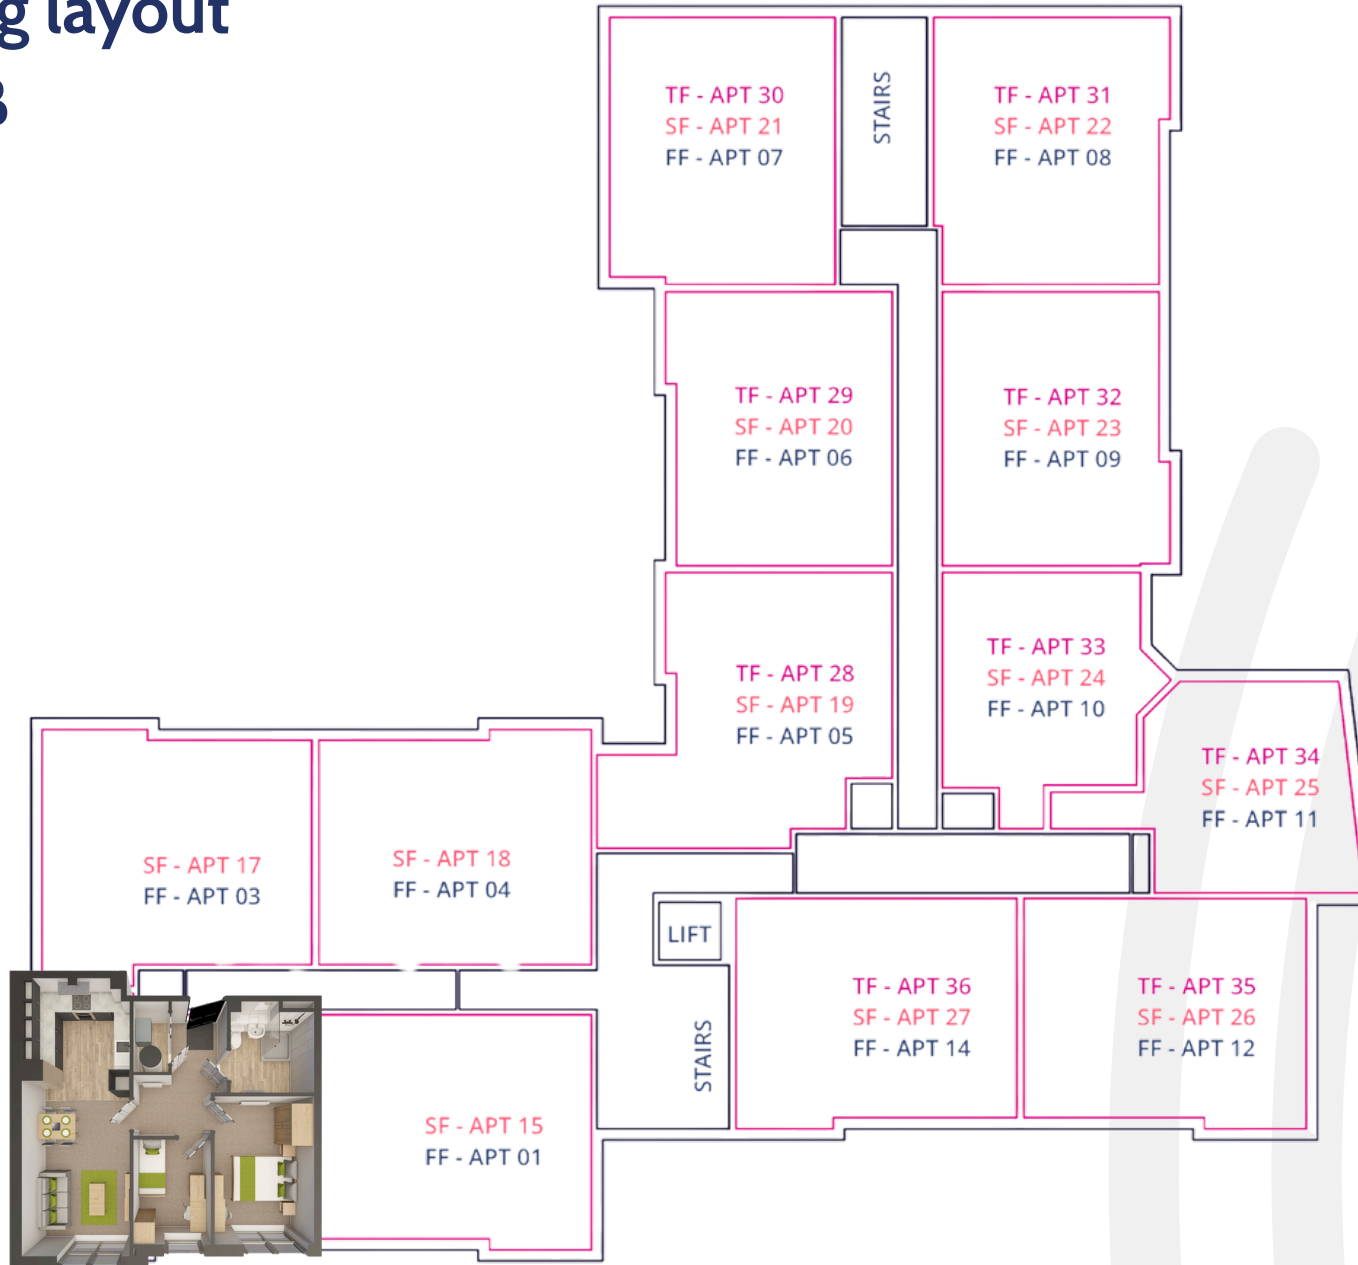 g layout
TF - APT 30
SF - APT 21
FF - APT 07
STAIRS
TF - APT 31
SF - APT 22
FF - APT 08
TF - APT 29
SF - APT 20
FF - APT 06
TF - APT 32
SF - APT 23
FF - APT 09
TF - APT 28
SF - APT 19
FF - APT 05
TF - APT 33
SF - APT 24
FF - APT 10
TF - APT 34
SF - APT 25
FF - APT 11
SF - APT 17
FF - APT 03
SF - APT 18
FF - APT 04
LIFT
STAIRS
TF - APT 36
SF - APT 27
FF - APT 14
TF - APT 35
SF - APT 26
FF - APT 12
SF - APT 15
FF - APT 01